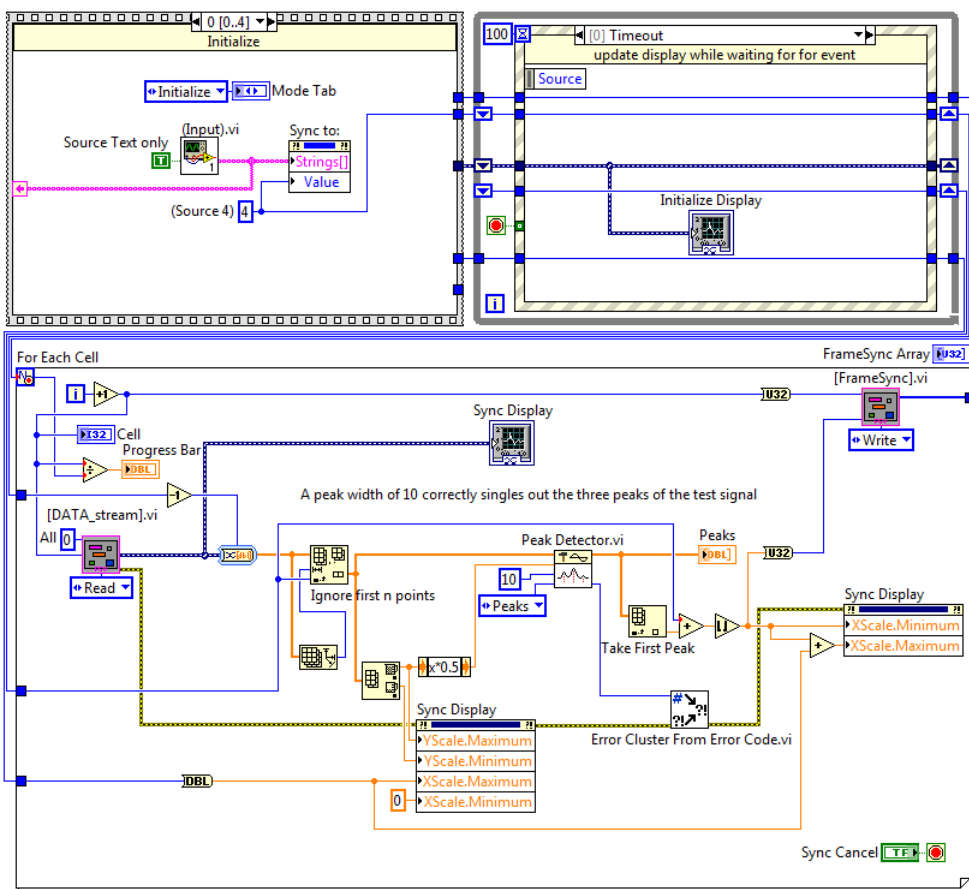 0 [0..4]
Initialize
Initialize
Mode Tab
Source Text only
(Input).vi
T
1
Sync to:
Strings[]
Value
(Source 4)
4
100
[0] Timeout
update display while waiting for for event
Source
Initialize Display
i
For Each Cell
FrameSync Array
U32]
N
i
+1
U32
[FrameSync].vi
Write
I32
Cell
Sync Display
Progress Bar
DBL
-1
A peak width of 10 correctly singles out the three peaks of the test signal
[DATA_stream].vi
All
0
Read
Ignore first n points
Peak Detector.vi
10
Peaks
Peaks
DBL]
U32
Take First Peak
Sync Display
XScale.Minimum
XScale.Maximum
x*0.5
Error Cluster From Error Code.vi
Sync Display
YScale.Maximum
YScale.Minimum
XScale.Maximum
XScale.Minimum
0
DBL
Sync Cancel
TF